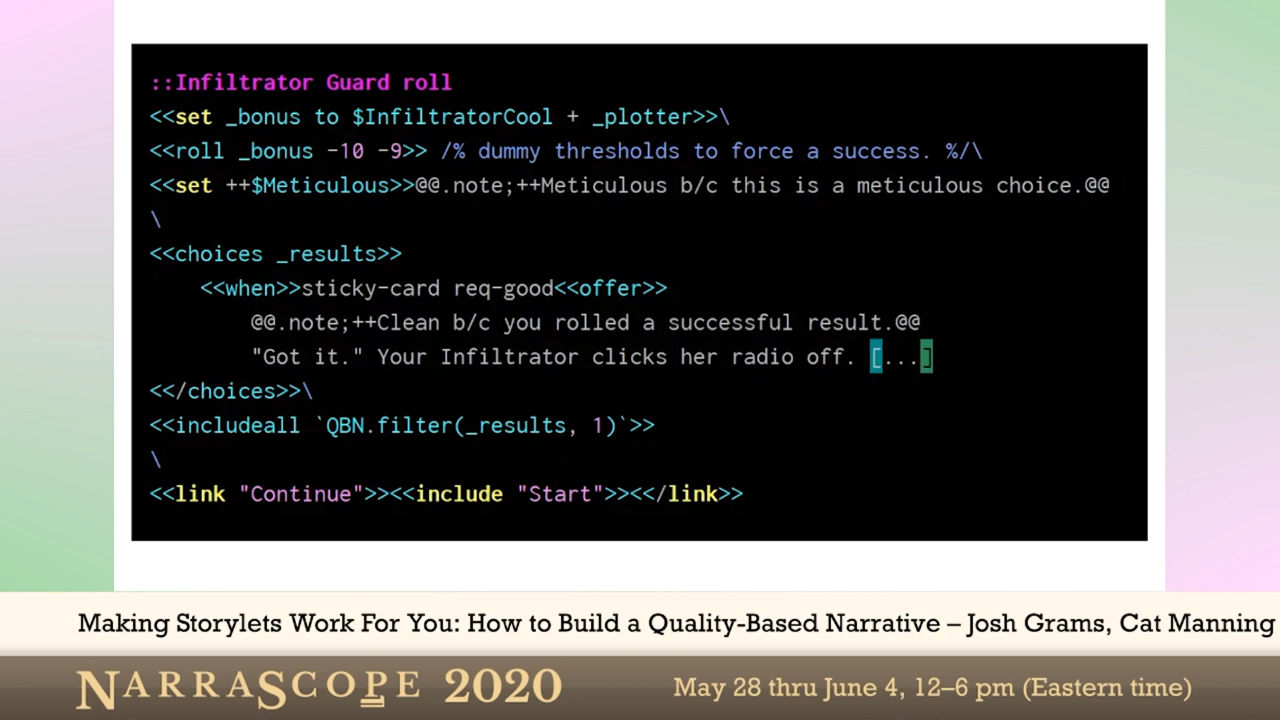 ::Infiltrator Guard roll
<<set _bonus to $InfiltratorCool + _plotter>>\
<<roll _bonus -10 -9>> /% dummy thresholds to force a success. %/\
<<set ++$Meticulous>>@@.note;++Meticulous b/c this is a meticulous choice.@@
\
<<choices _results>>
<<when>>sticky-card req-good<<offer>>
@@.note;++Clean b/c you rolled a successful result.@@
"Got it." Your Infiltrator clicks her radio off. [...]
<</choices>>\
<<includeall `QBN.filter(_results, 1)`>>
\
<<link "Continue">><<include "Start">><</link>>
Making Storylets Work For You: How to Build a Quality-Based Narrative – Josh Grams, Cat Manning
NARRASCOPE 2020
May 28 thru June 4, 12–6 pm (Eastern time)